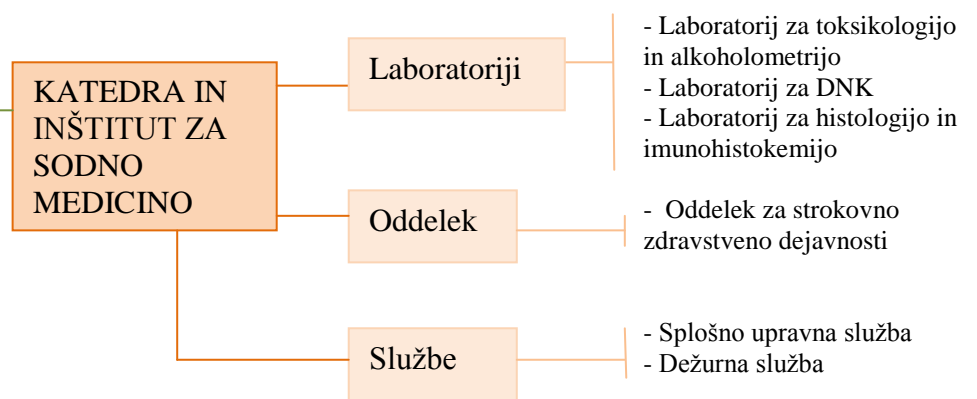 KATEDRA IN
INŠTITUT ZA
SODNO
MEDICINO
Laboratoriji
- Laboratorij za toksikologijo
in alkoholometrijo
- Laboratorij za DNK
- Laboratorij za histologijo in
imunohistokemijo
Oddelek
- Oddelek za strokovno
zdravstveno dejavnosti
Službe
- Splošno upravna služba
- Dežurna služba